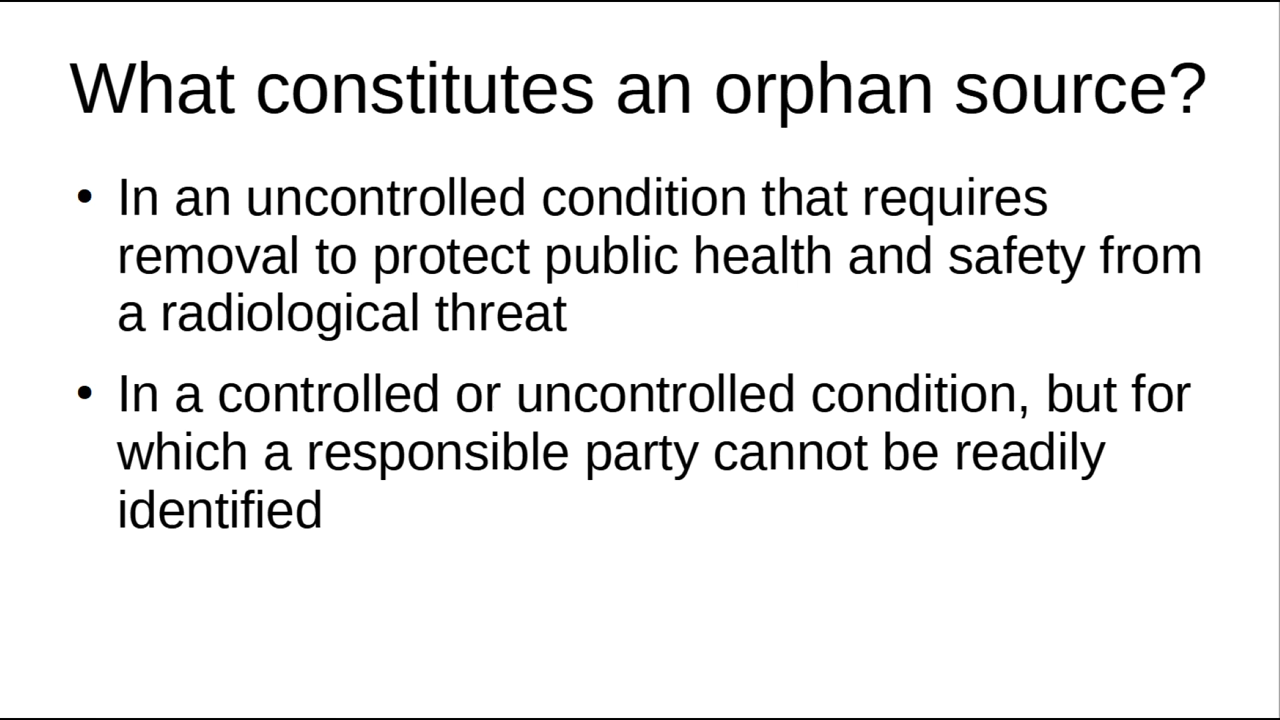 What constitutes an orphan source?
• In an uncontrolled condition that requires
removal to protect public health and safety from
a radiological threat
• In a controlled or uncontrolled condition, but for
which a responsible party cannot be readily
identified